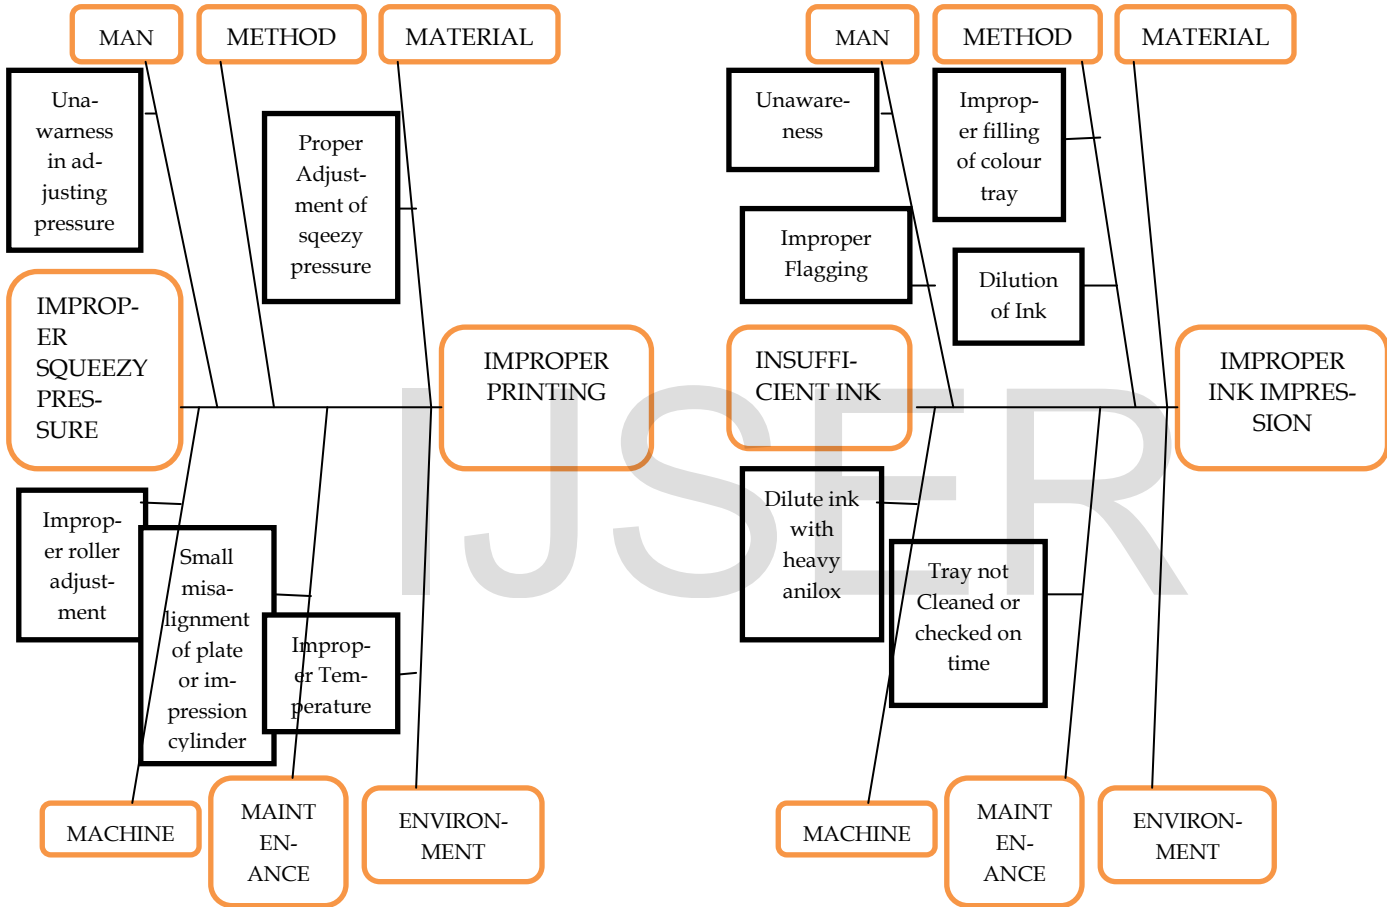 MAN
METHOD
MATERIAL
Una-
warness
in ad-
justing
pressure
Proper
Adjust-
ment of
sqeezy
pressure
IMPROP-
ER
SQUEEZY
PRES-
SURE
IMPROPER
PRINTING
Improp-
er roller
adjust-
ment
Small
misa-
lignment
of plate
or im-
pression
cylinder
Improp-
er Tem-
perature
MACHINE
MAINT
EN-
ANCE
ENVIRON-
MENT
MAN
METHOD
MATERIAL
Unaware-
ness
Improp-
er filling
of colour
tray
Improper
Flagging
Dilution
of Ink
INSUFFI-
CIENT INK
IMPROPER
INK IMPRES-
SION
Dilute ink
with
heavy
anilox
Tray not
Cleaned or
checked on
time
MACHINE
MAINT
EN-
ANCE
ENVIRON-
MENT
IJSER